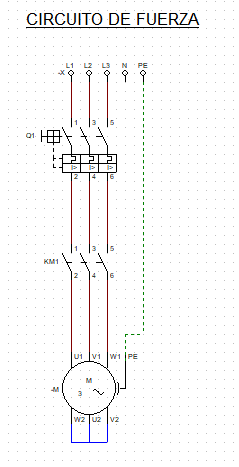 CIRCUITO DE FUERZA
L1 L2 L3 N PE
-X
1 3 5
Q1
I> I> I>
2 4 6
1 3 5
KM1
2 4 6
U1 V1 W1 PE
M
-M
3
W2 U2 V2